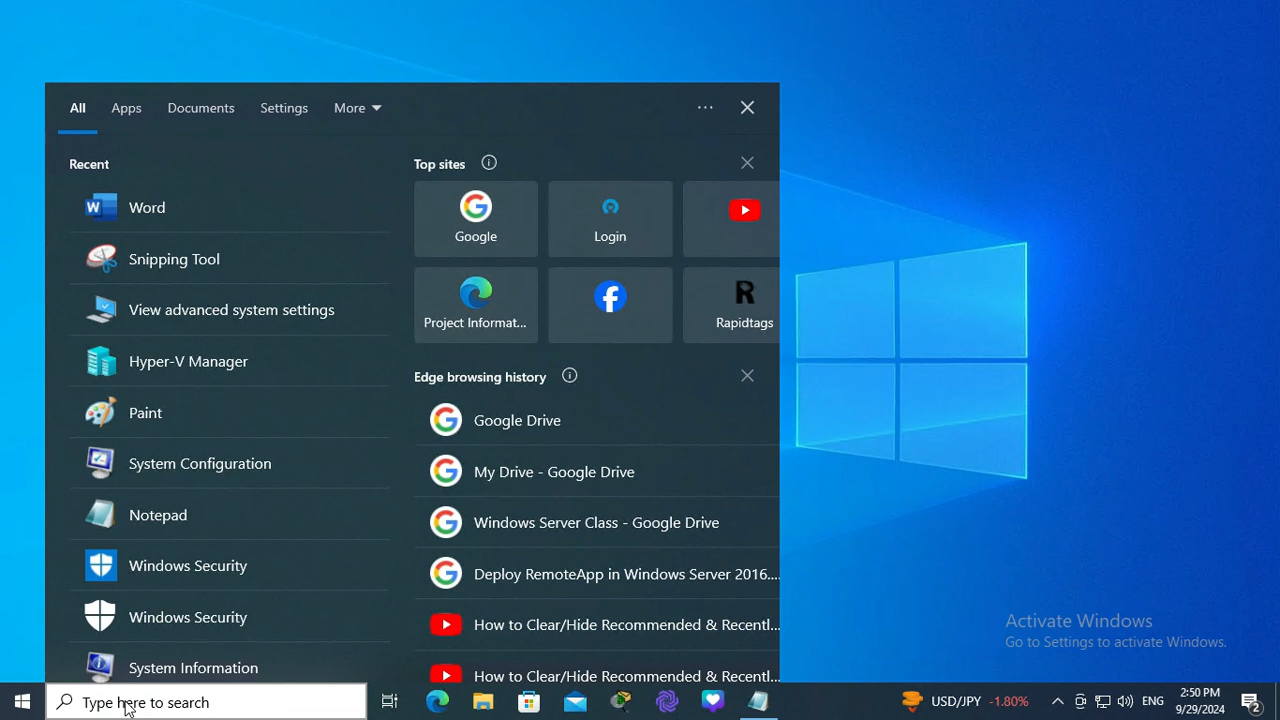 All Apps Documents Settings More
Recent
Word
Snipping Tool
View advanced system settings
Hyper-V Manager
Paint
System Configuration
Notepad
Windows Security
Windows Security
System Information
Top sites
Google Login
Project Informat... Rapidtags
Edge browsing history
Google Drive
My Drive - Google Drive
Windows Server Class - Google Drive
Deploy RemoteApp in Windows Server 2016....
How to Clear/Hide Recommended & Recentl...
How to Clear/Hide Recommended & Recentl...
Activate Windows
Go to Settings to activate Windows.
Type here to search
USD/JPY -1.80%
ENG
2:50 PM
9/29/2024
2